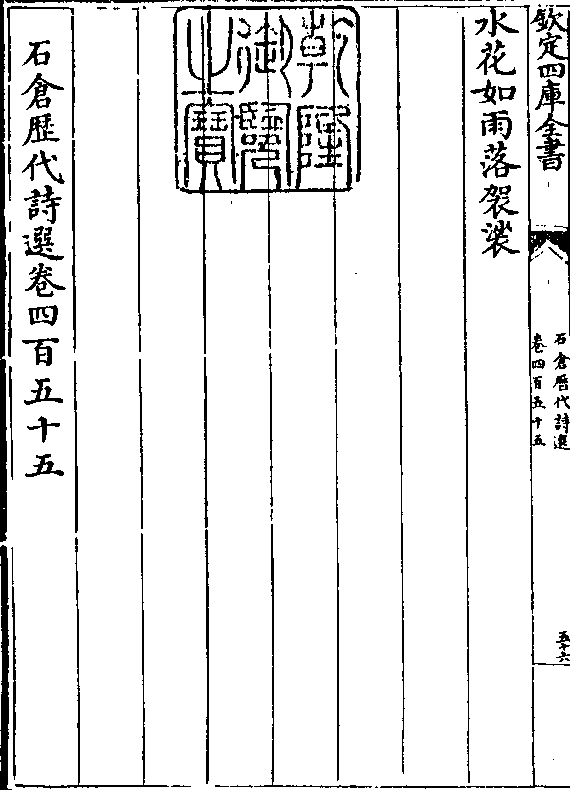 欽定四庫全書
石倉歴代詩選
卷四百五十五
五十六
水花如雨落袈裟
乾隆御覽之寶
石倉歴代詩選卷四百五十五